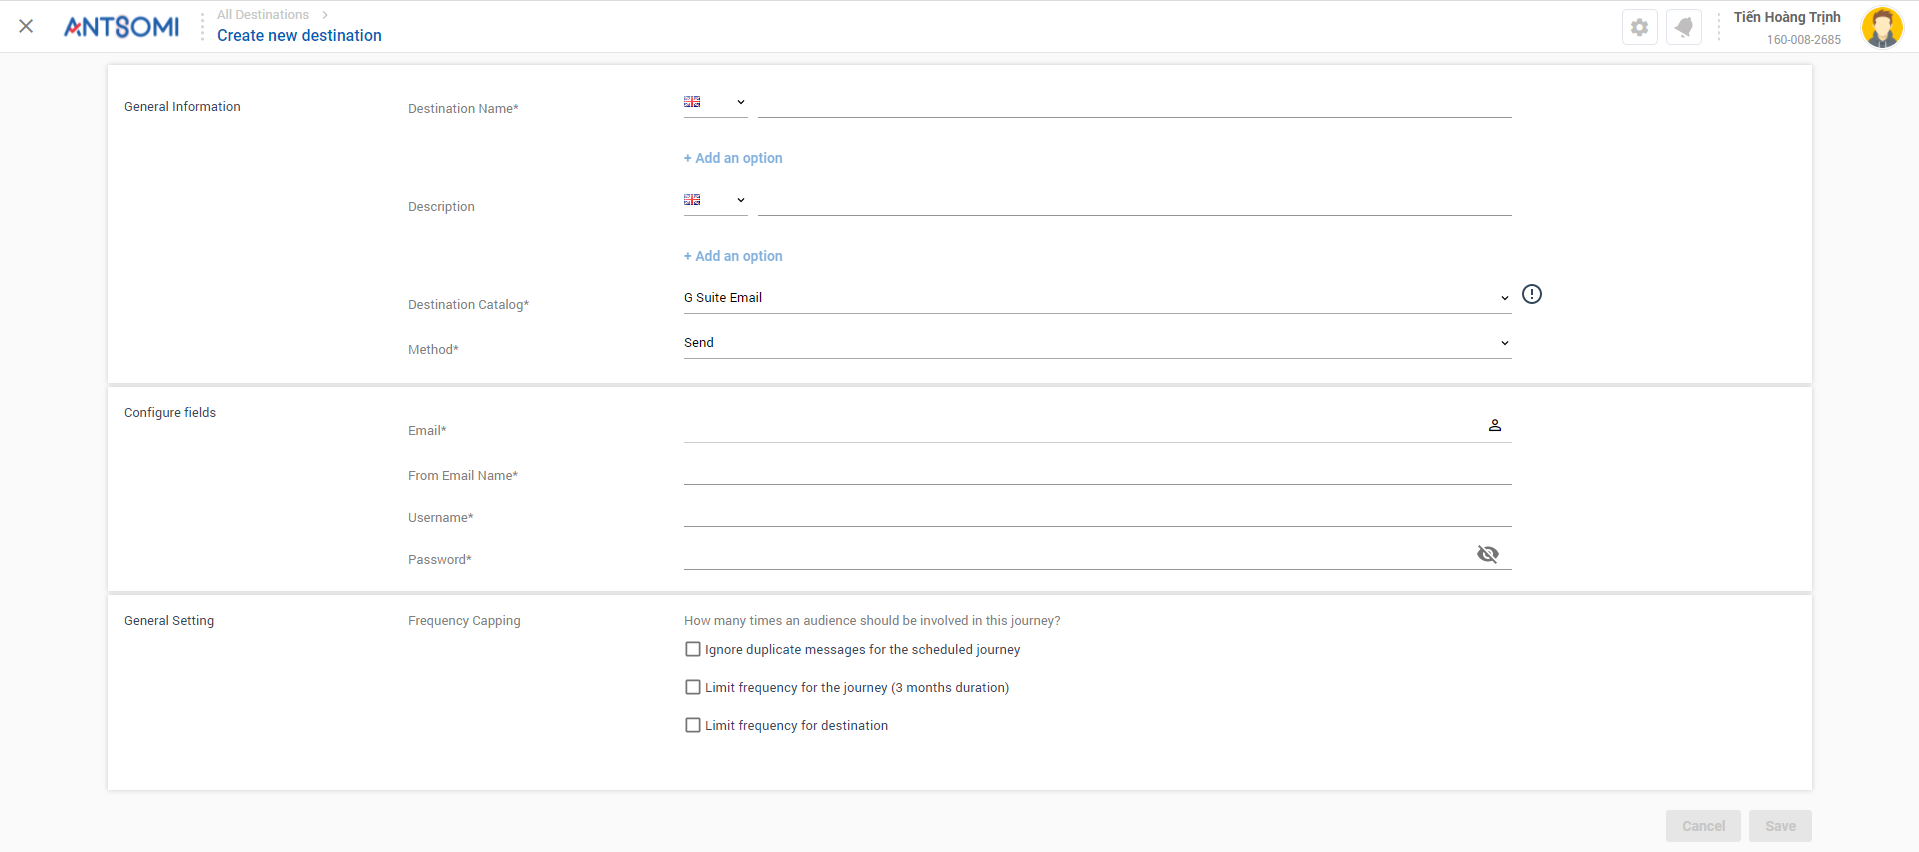 ANTSOMI
All Destinations
Create new destination
Tiến Hoàng Trịnh
160-008-2685
General Information
Destination Name*
+ Add an option
Description
+ Add an option
Destination Catalog*
G Suite Email
Method*
Send
Configure fields
Email*
From Email Name*
Username*
Password*
General Setting
Frequency Capping
How many times an audience should be involved in this journey?
Ignore duplicate messages for the scheduled journey
Limit frequency for the journey (3 months duration)
Limit frequency for destination
Cancel
Save